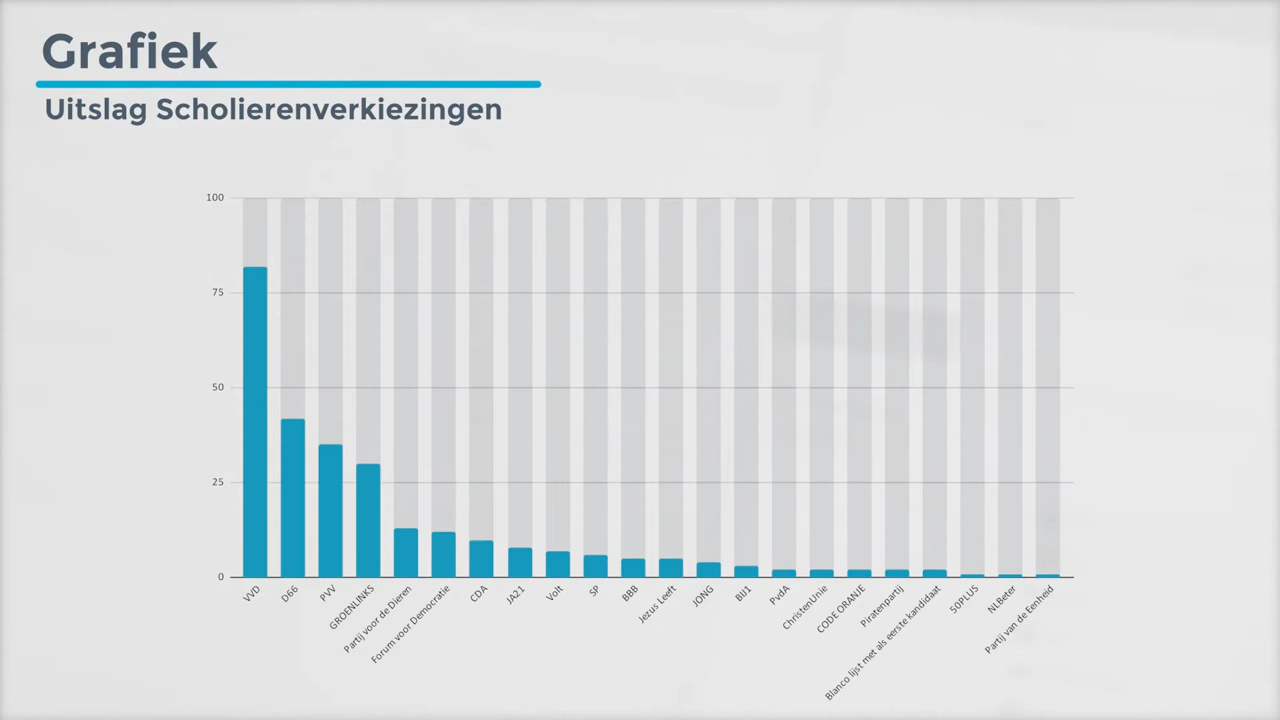 Grafiek
Uitslag Scholierenverkiezingen
100
75
50
25
0
VVD
D66
PVV
GROENLINKS
Partij voor de Dieren
Forum voor Democratie
CDA
JA21
Volt
SP
BBB
Jezus Leeft
JONG
BIJ1
PvdA
ChristenUnie
CODE ORANJE
Piratenpartij
Blanco lijst met als eerste kandidaat
50PLUS
NLBeter
Partij van de Eenheid